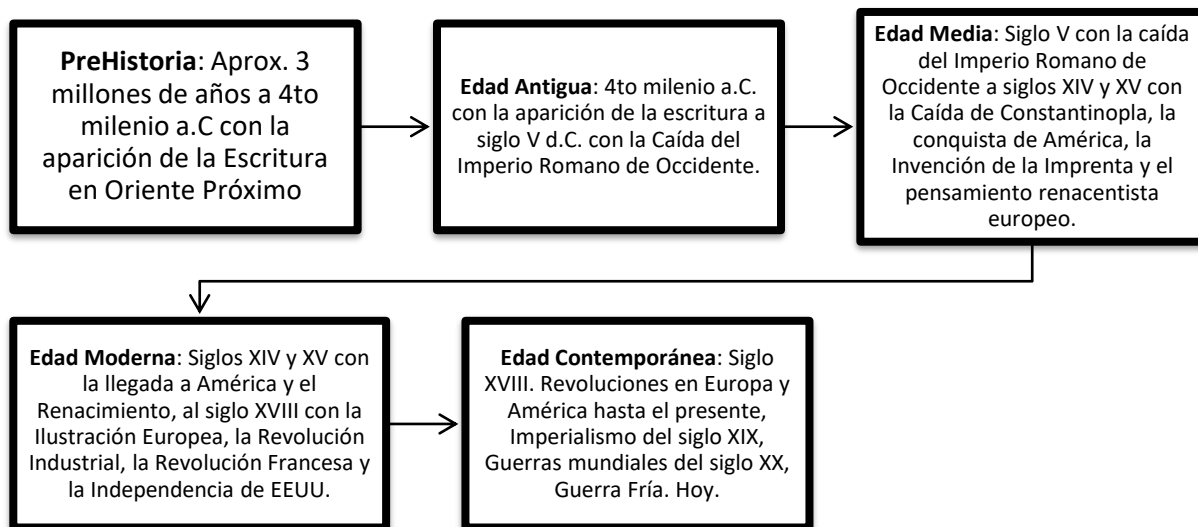 PreHistoria: Aprox. 3
millones de años a 4to
milenio a.C con la
aparición de la Escritura
en Oriente Próximo
Edad Antigua: 4to milenio a.C.
con la aparición de la escritura a
siglo V d.C. con la Caída del
Imperio Romano de Occidente.
Edad Media: Siglo V con la caída
del Imperio Romano de
Occidente a siglos XIV y XV con
la Caída de Constantinopla, la
conquista de América, la
Invención de la Imprenta y el
pensamiento renacentista
europeo.
Edad Moderna: Siglos XIV y XV con
la llegada a América y el
Renacimiento, al siglo XVIII con la
Ilustración Europea, la Revolución
Industrial, la Revolución Francesa y
la Independencia de EEUU.
Edad Contemporánea: Siglo
XVIII. Revoluciones en Europa y
América hasta el presente,
Imperialismo del siglo XIX,
Guerras mundiales del siglo XX,
Guerra Fría. Hoy.